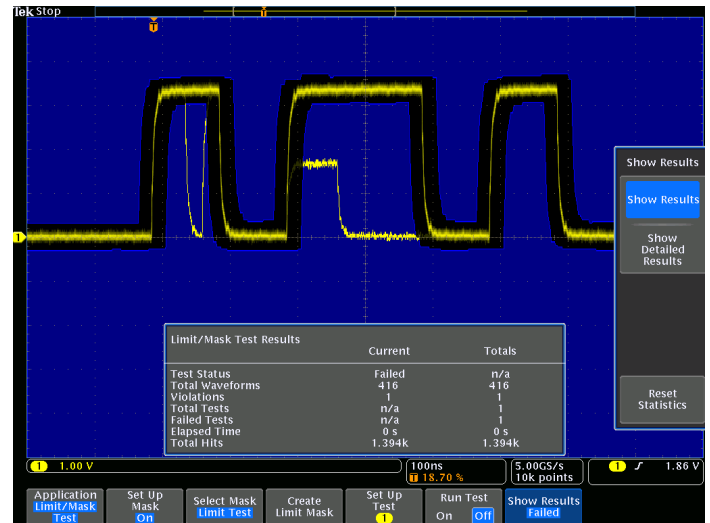 Tek Stop
T
T
1
Show Results
Show Results
Show
Detailed
Results
Reset
Statistics
Limit/Mask Test Results
Current Totals
Test Status Failed n/a
Total Waveforms 416 416
Violations 1 1
Total Tests n/a 1
Failed Tests n/a 1
Elapsed Time 0 s 0 s
Total Hits 1.394k 1.394k
1 1.00 V
100ns
T 18.70 %
5.00GS/s
10k points
1 1.86 V
Application
Limit/Mask
Test
Set Up
Mask
On
Select Mask
Limit Test
Create
Limit Mask
Set Up
Test
1
Run Test
On Off
Show Results
Failed